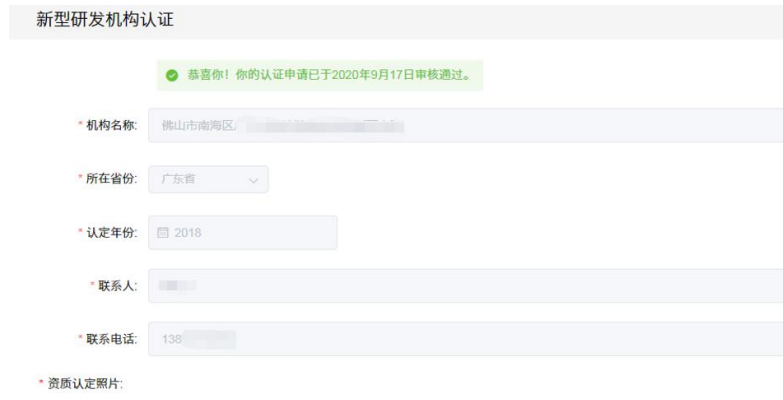 新型研发机构认证
恭喜你！你的认证申请已于2020年9月17日审核通过。
* 机构名称: 佛山市南海区
* 所在省份: 广东省
* 认定年份: 2018
* 联系人:
* 联系电话: 138
* 资质认定照片: